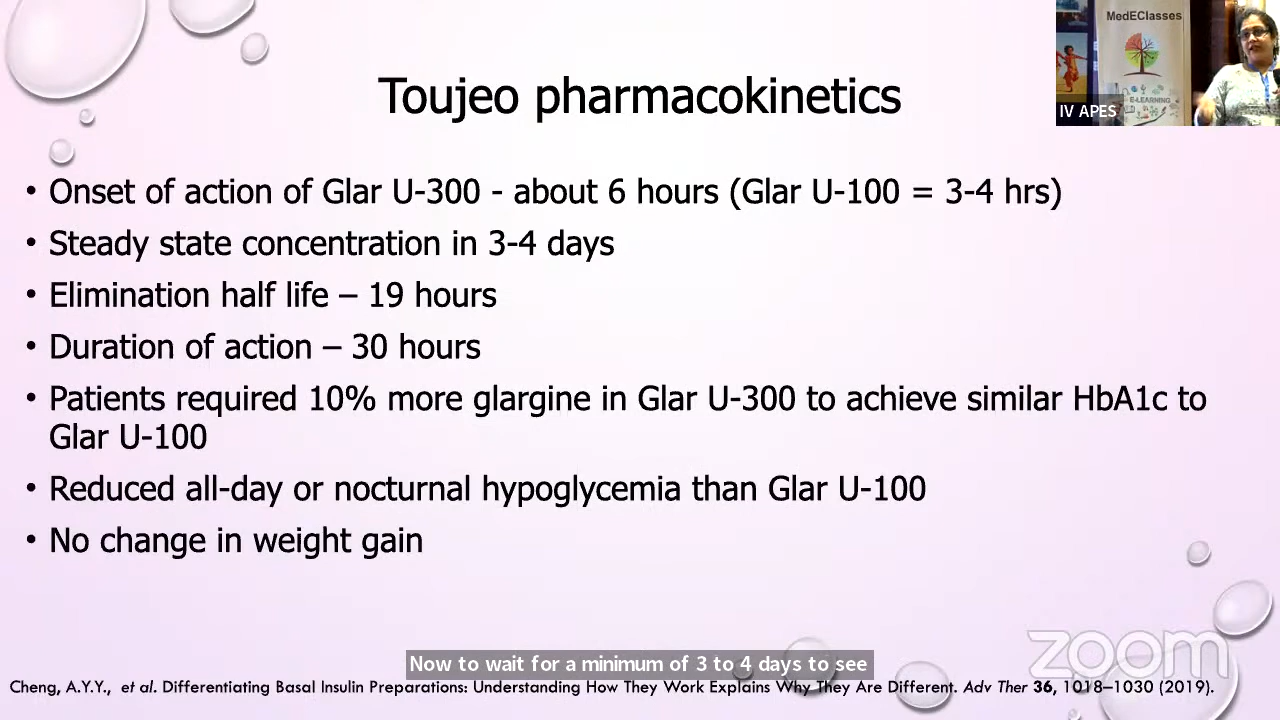 MedEClasses
E-LEARNING
IV APES
Toujeo pharmacokinetics
• Onset of action of Glar U-300 - about 6 hours (Glar U-100 = 3-4 hrs)
• Steady state concentration in 3-4 days
• Elimination half life – 19 hours
• Duration of action – 30 hours
• Patients required 10% more glargine in Glar U-300 to achieve similar HbA1c to
Glar U-100
• Reduced all-day or nocturnal hypoglycemia than Glar U-100
• No change in weight gain
zoom
Now to wait for a minimum of 3 to 4 days to see
Cheng, A.Y.Y., et al. Differentiating Basal Insulin Preparations: Understanding How They Work Explains Why They Are Different. Adv Ther 36, 1018–1030 (2019).